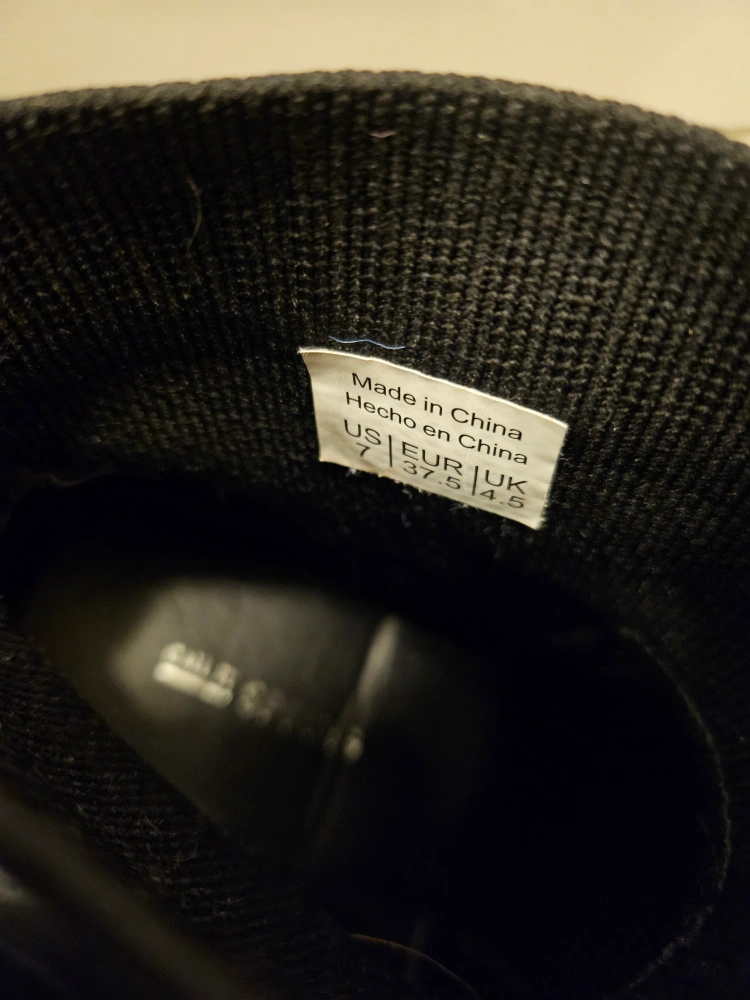 Made in China
Hecho en China
US | EUR | UK
7 | 37.5 | 4.5